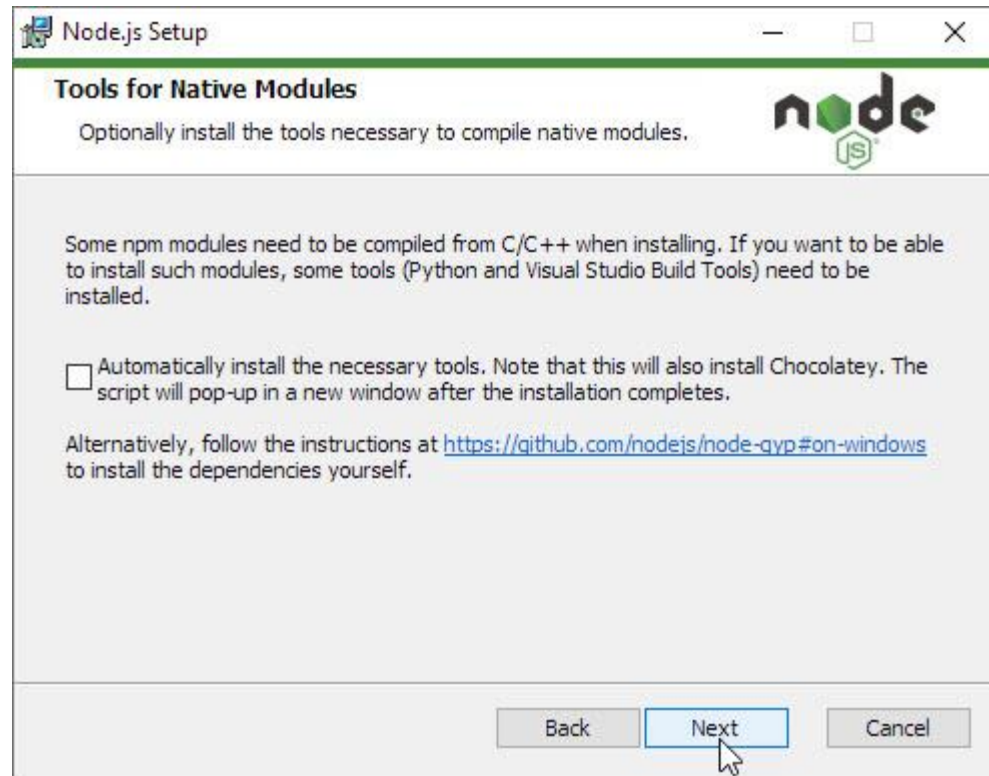 Node.js Setup
Tools for Native Modules
Optionally install the tools necessary to compile native modules.
node
JS
Some npm modules need to be compiled from C/C++ when installing. If you want to be able
to install such modules, some tools (Python and Visual Studio Build Tools) need to be
installed.
Automatically install the necessary tools. Note that this will also install Chocolatey. The
script will pop-up in a new window after the installation completes.
Alternatively, follow the instructions at https://github.com/nodejs/node-gyp#on-windows
to install the dependencies yourself.
Back Next Cancel